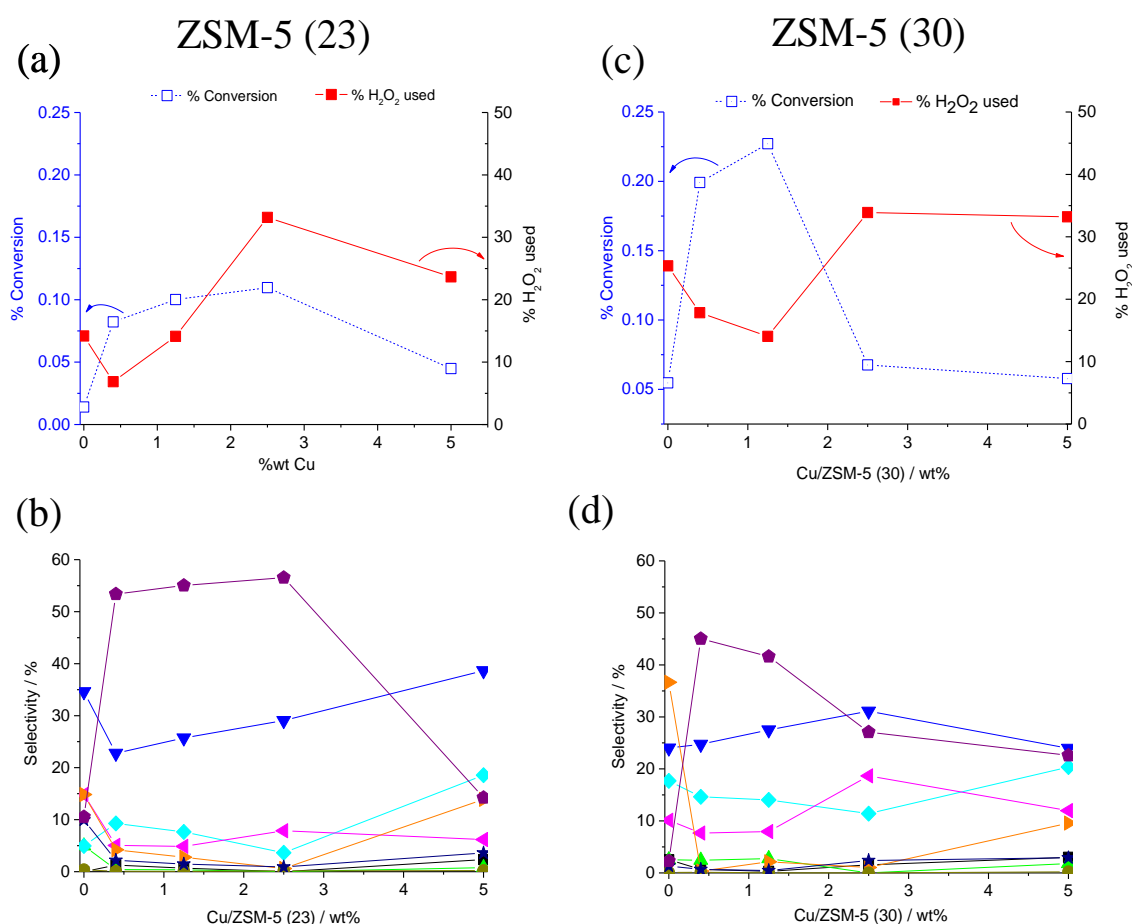 ZSM-5 (23)
(a)
% Conversion
% H₂O₂ used
0.25
0.20
0.15
0.10
0.05
0.00
% Conversion
50
40
30
20
10
0
% H₂O₂ used
0 1 2 3 4 5
%wt Cu
ZSM-5 (30)
(c)
% Conversion
% H₂O₂ used
0.25
0.20
0.15
0.10
0.05
% Conversion
50
40
30
20
10
0
% H₂O₂ used
0 1 2 3 4 5
Cu/ZSM-5 (30) / wt%
(b)
60
50
40
30
20
10
0
Selectivity / %
0 1 2 3 4 5
Cu/ZSM-5 (23) / wt%
(d)
60
50
40
30
20
10
0
Selectivity / %
0 1 2 3 4 5
Cu/ZSM-5 (30) / wt%